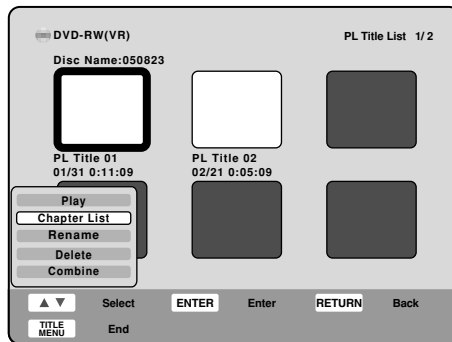 DVD-RW(VR) PL Title List 1/2
Disc Name:050823
PL Title 01 PL Title 02
01/31 0:11:09 02/21 0:05:09
Play
Chapter List
Rename
Delete
Combine
▲ ▼ Select ENTER Enter RETURN Back
TITLE MENU End